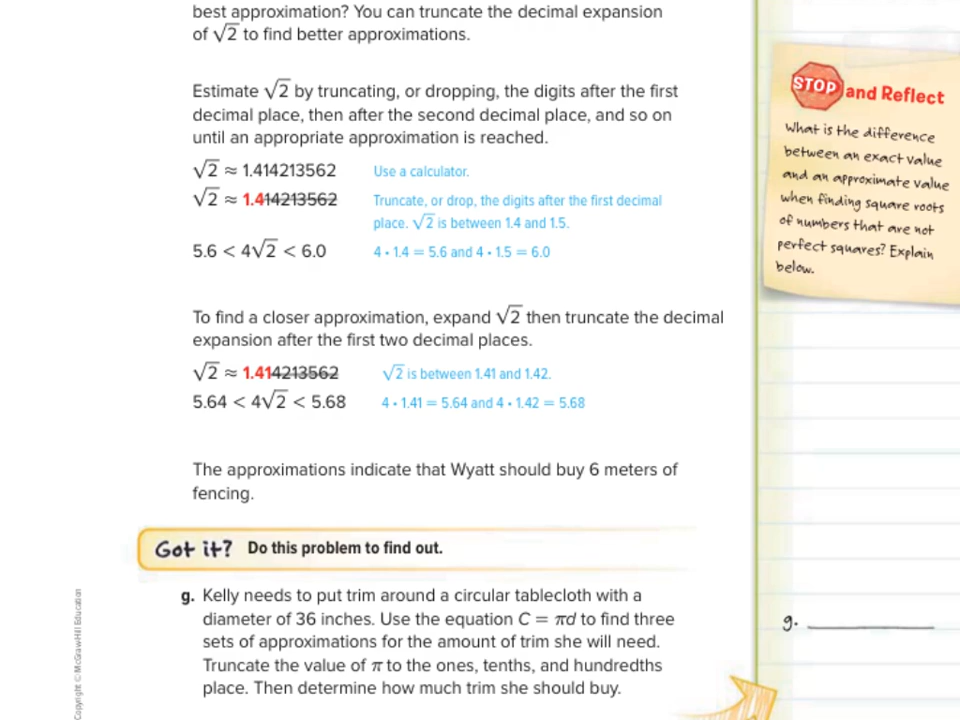 best approximation? You can truncate the decimal expansion
of √2 to find better approximations.
Estimate √2 by truncating, or dropping, the digits after the first
decimal place, then after the second decimal place, and so on
until an appropriate approximation is reached.
√2 ≈ 1.414213562 Use a calculator.
√2 ≈ 1.414213562 Truncate, or drop, the digits after the first decimal
place. √2 is between 1.4 and 1.5.
5.6 < 4√2 < 6.0 4 • 1.4 = 5.6 and 4 • 1.5 = 6.0
To find a closer approximation, expand √2 then truncate the decimal
expansion after the first two decimal places.
√2 ≈ 1.414213562 √2 is between 1.41 and 1.42.
5.64 < 4√2 < 5.68 4 • 1.41 = 5.64 and 4 • 1.42 = 5.68
The approximations indicate that Wyatt should buy 6 meters of
fencing.
Got it? Do this problem to find out.
g. Kelly needs to put trim around a circular tablecloth with a
diameter of 36 inches. Use the equation C = πd to find three
sets of approximations for the amount of trim she will need.
Truncate the value of π to the ones, tenths, and hundredths
place. Then determine how much trim she should buy.
STOP and Reflect
What is the difference
between an exact value
and an approximate value
when finding square roots
of numbers that are not
perfect squares? Explain
below.
g. ____________
Copyright © McGraw-Hill Education